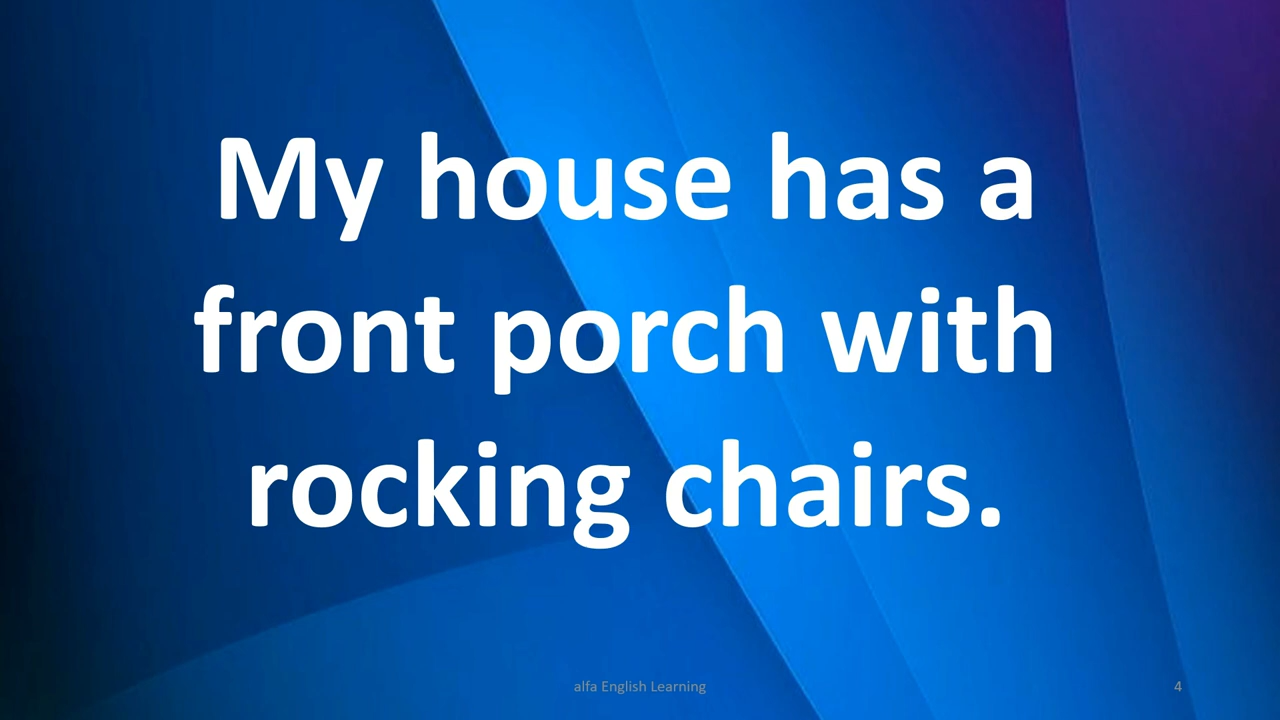 My house has a
front porch with
rocking chairs.
alfa English Learning
4